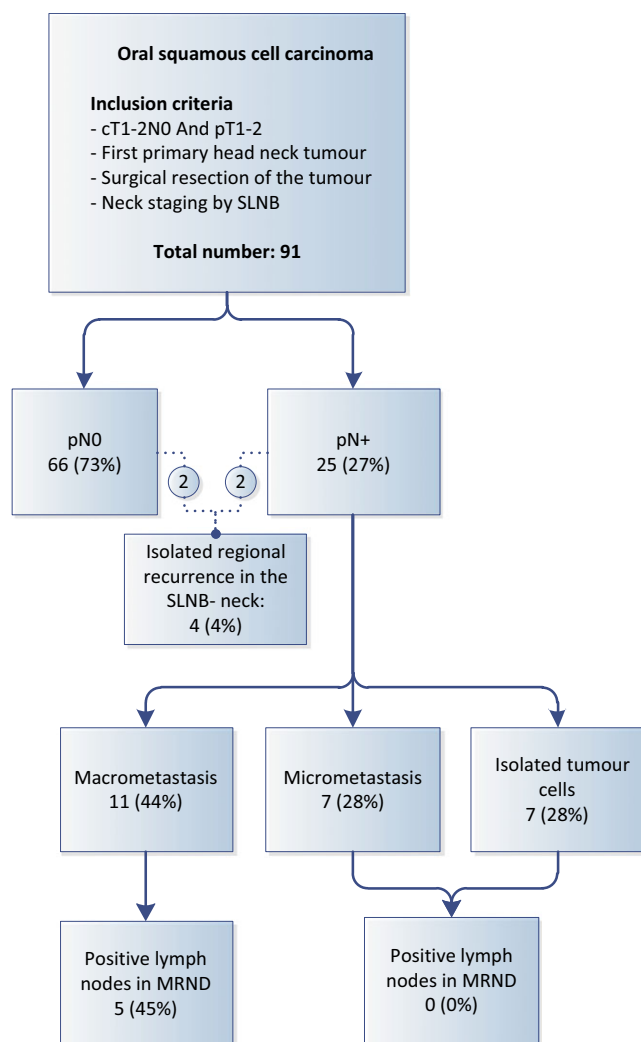 Oral squamous cell carcinoma
Inclusion criteria
- cT1-2N0 And pT1-2
- First primary head neck tumour
- Surgical resection of the tumour
- Neck staging by SLNB
Total number: 91
pN0
66 (73%)
pN+
25 (27%)
2
2
Isolated regional
recurrence in the
SLNB- neck:
4 (4%)
Macrometastasis
11 (44%)
Micrometastasis
7 (28%)
Isolated tumour
cells
7 (28%)
Positive lymph
nodes in MRND
5 (45%)
Positive lymph
nodes in MRND
0 (0%)